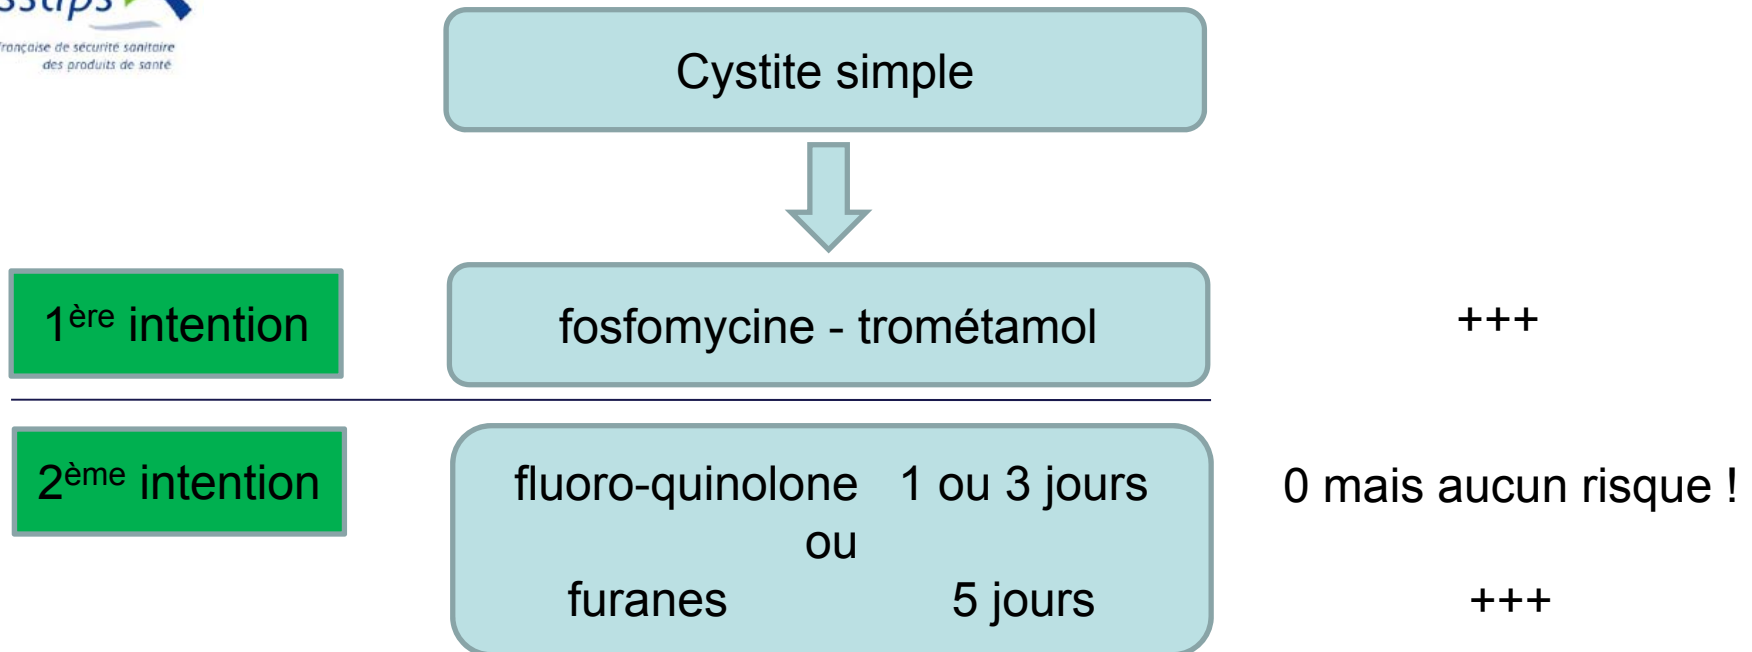 française de sécurité sanitaire
des produits de santé
Cystite simple
1ère intention
fosfomycine - trométamol
+++
2ème intention
fluoro-quinolone 1 ou 3 jours
0 mais aucun risque !
ou
furanes 5 jours
+++